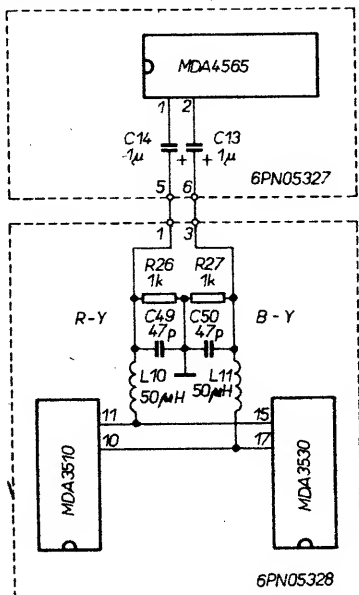 MDA4565
1 2
C14 C13
1µ + + 1µ
6PN05327
5 6
1 3
R26 R27
1k 1k
R-Y C49 C50 B-Y
47p 47p
L10 L11
50µH 50µH
11 15
10 17
MDA3510
MDA3530
6PN05328